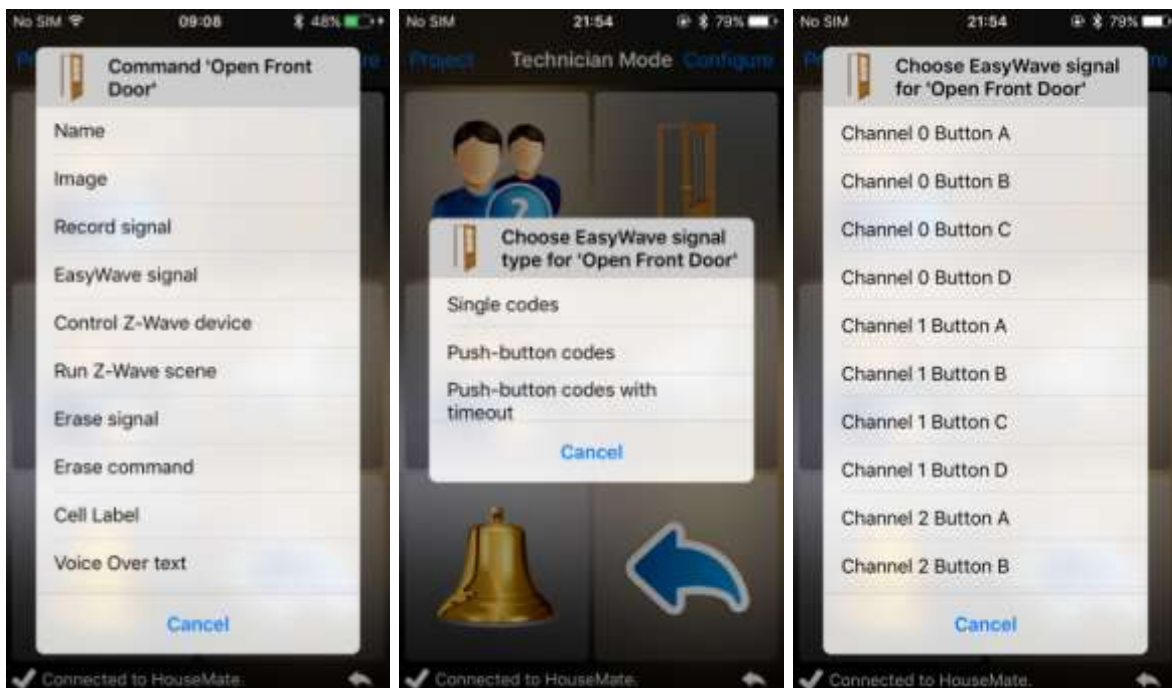 No SIM 09:08 48%
Command 'Open Front
Door'
Name
Image
Record signal
EasyWave signal
Control Z-Wave device
Run Z-Wave scene
Erase signal
Erase command
Cell Label
Voice Over text
Cancel
Connected to HouseMate.
No SIM 21:54 79%
Project Technician Mode Configure
?
Choose EasyWave signal
type for 'Open Front Door'
Single codes
Push-button codes
Push-button codes with
timeout
Cancel
Connected to HouseMate.
No SIM 21:54 79%
Choose EasyWave signal
for 'Open Front Door'
Channel 0 Button A
Channel 0 Button B
Channel 0 Button C
Channel 0 Button D
Channel 1 Button A
Channel 1 Button B
Channel 1 Button C
Channel 1 Button D
Channel 2 Button A
Channel 2 Button B
Cancel
Connected to HouseMate.